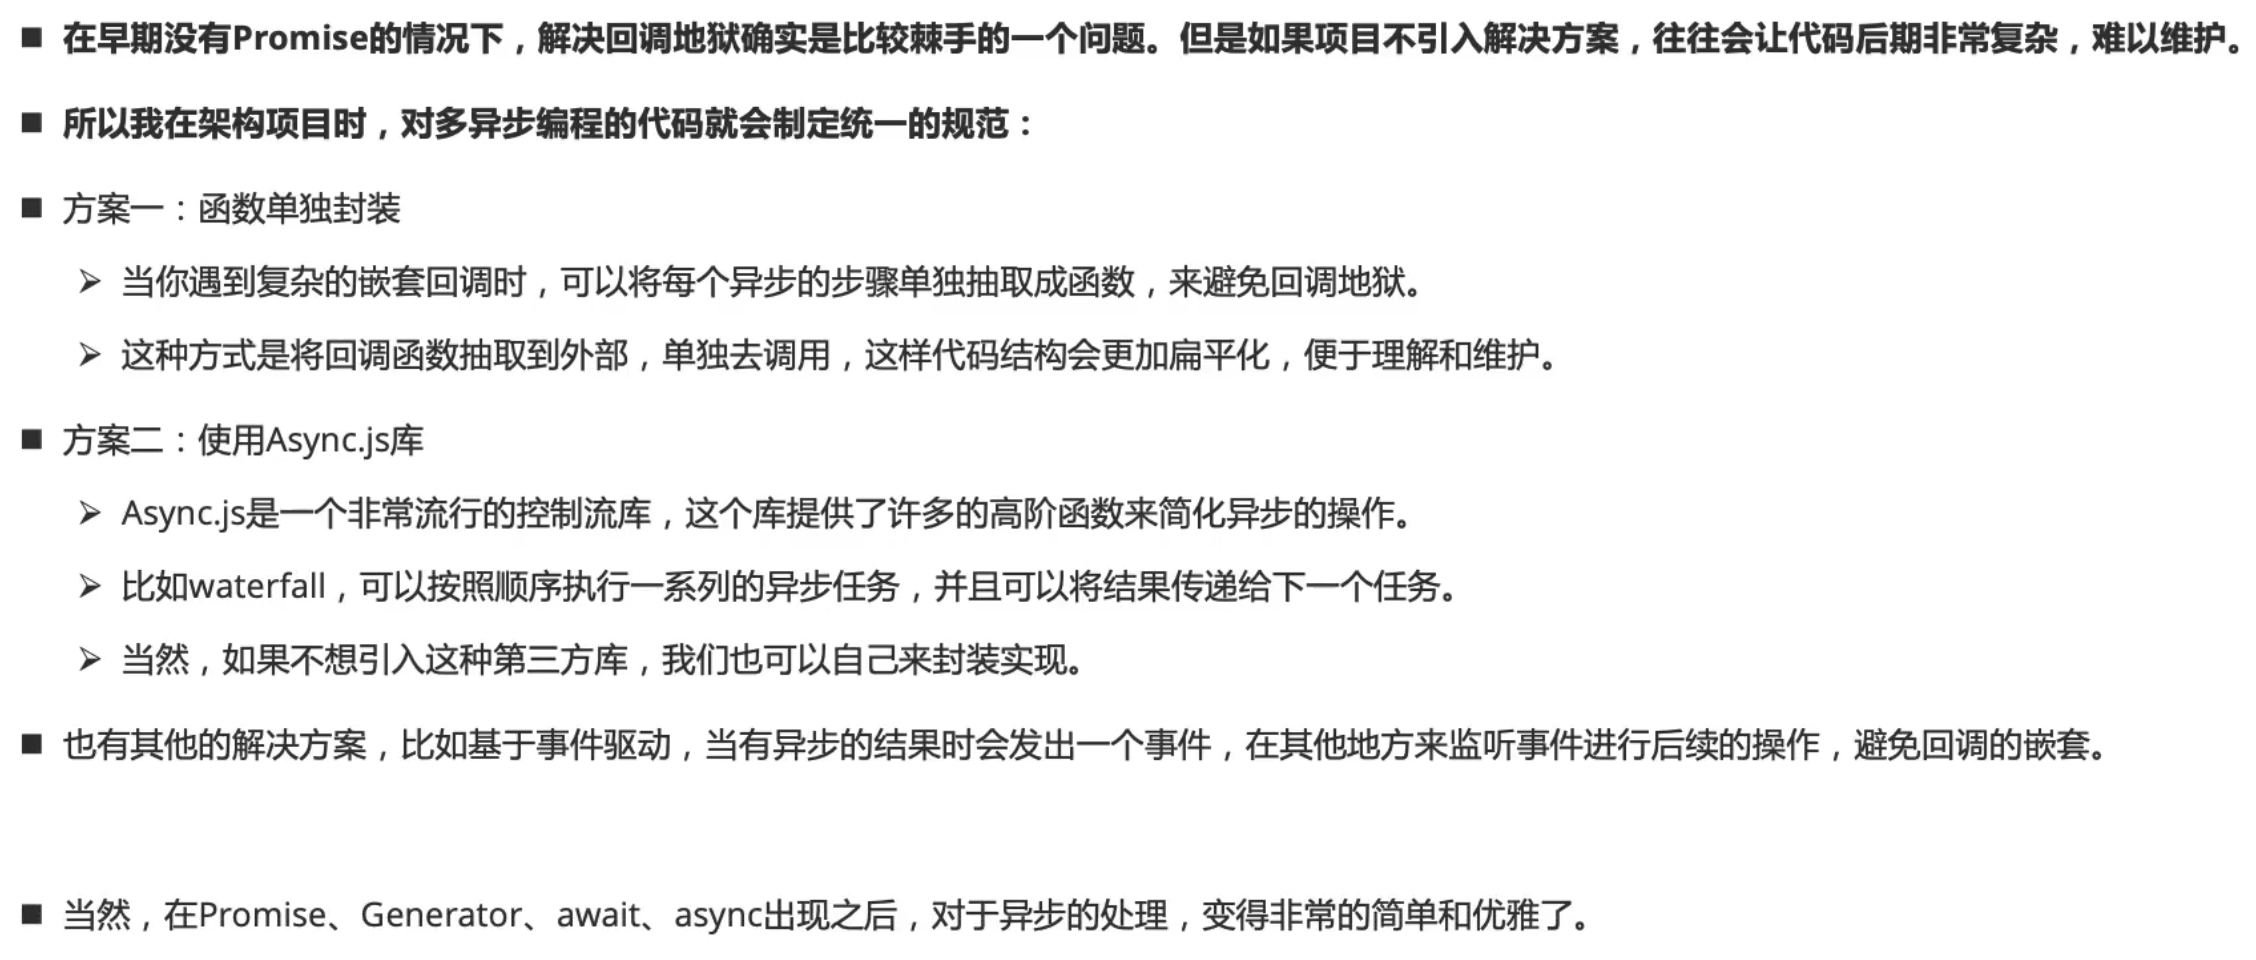 ■ 在早期没有Promise的情况下，解决回调地狱确实是比较棘手的一个问题。但是如果项目不引入解决方案，往往会让代码后期非常复杂，难以维护。
■ 所以我在架构项目时，对多异步编程的代码就会制定统一的规范：
■ 方案一：函数单独封装
➢ 当你遇到复杂的嵌套回调时，可以将每个异步的步骤单独抽取成函数，来避免回调地狱。
➢ 这种方式是将回调函数抽取到外部，单独去调用，这样代码结构会更加扁平化，便于理解和维护。
■ 方案二：使用Async.js库
➢ Async.js是一个非常流行的控制流库，这个库提供了许多的高阶函数来简化异步的操作。
➢ 比如waterfall，可以按照顺序执行一系列的异步任务，并且可以将结果传递给下一个任务。
➢ 当然，如果不想引入这种第三方库，我们也可以自己来封装实现。
■ 也有其他的解决方案，比如基于事件驱动，当有异步的结果时会发出一个事件，在其他地方来监听事件进行后续的操作，避免回调的嵌套。
■ 当然，在Promise、Generator、await、async出现之后，对于异步的处理，变得非常的简单和优雅了。